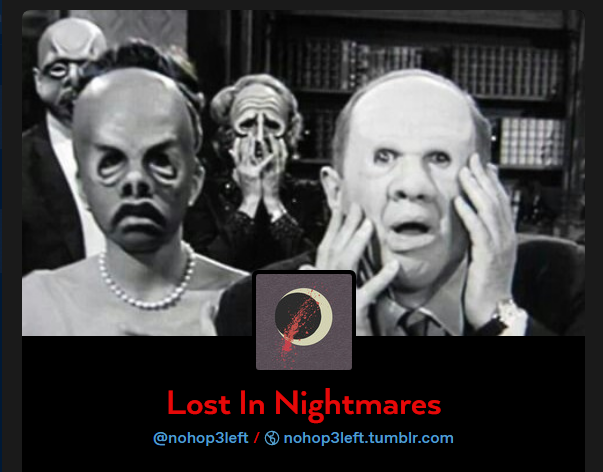 Lost In Nightmares
@nohop3left / nohop3left.tumblr.com